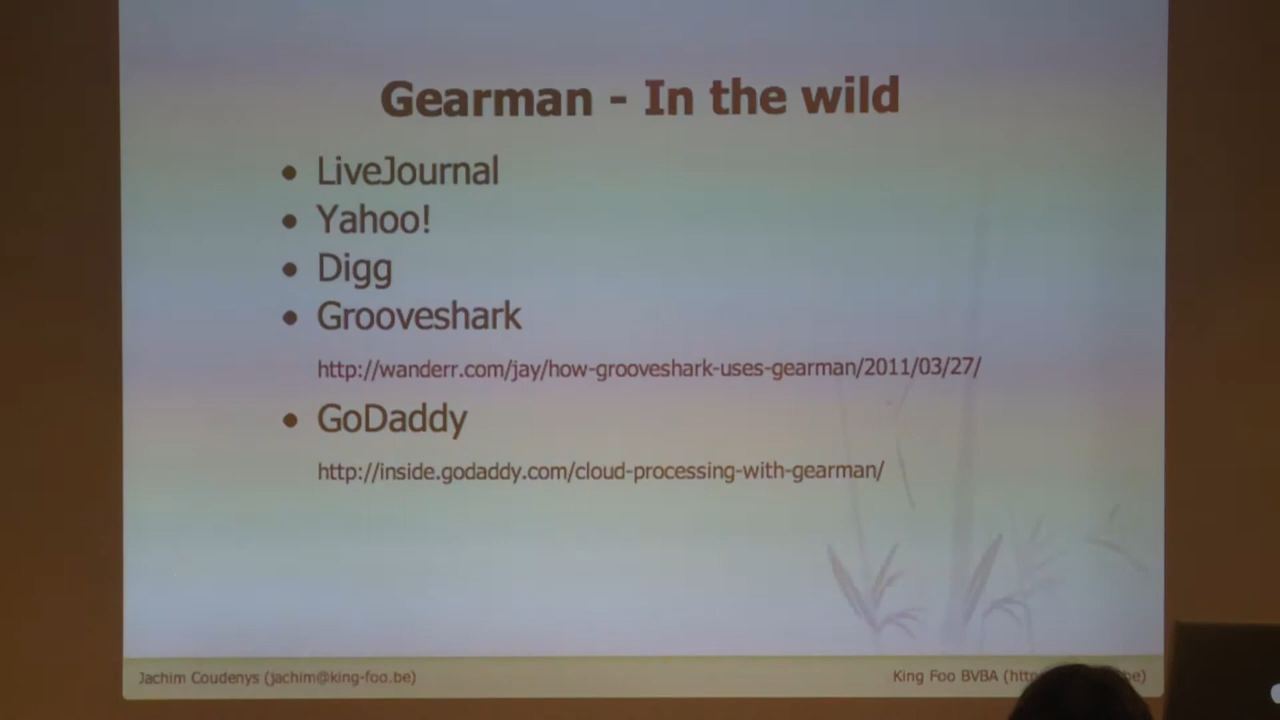 Gearman - In the wild
• LiveJournal
• Yahoo!
• Digg
• Grooveshark
http://wanderr.com/jay/how-grooveshark-uses-gearman/2011/03/27/
• GoDaddy
http://inside.godaddy.com/cloud-processing-with-gearman/
Jachim Coudenys (jachim@king-foo.be)
King Foo BVBA